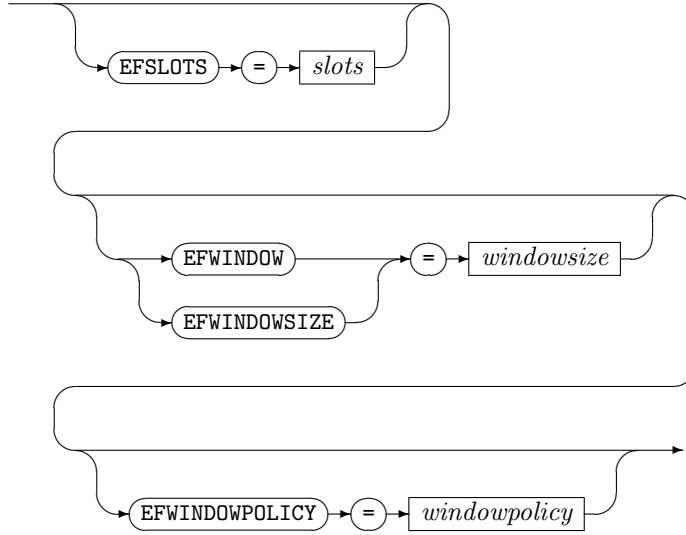 EFSLOTS = slots
EFWINDOW = windowsize
EFWINDOWSIZE
EFWINDOWPOLICY = windowpolicy